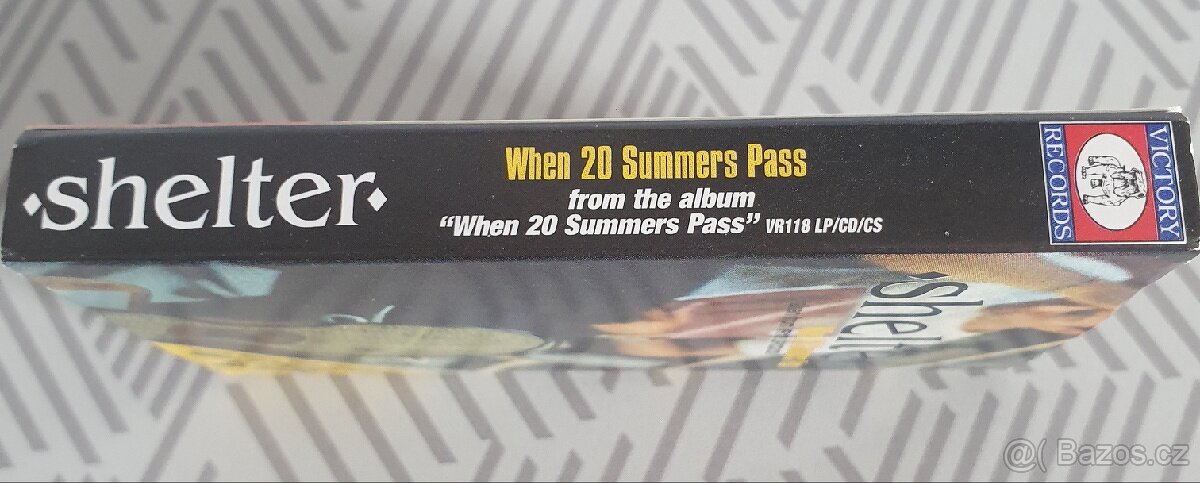 ·shelter·
When 20 Summers Pass
from the album
“When 20 Summers Pass” VR118 LP/CD/CS
VICTORY
RECORDS
·Shelt
@( Bazos.cz